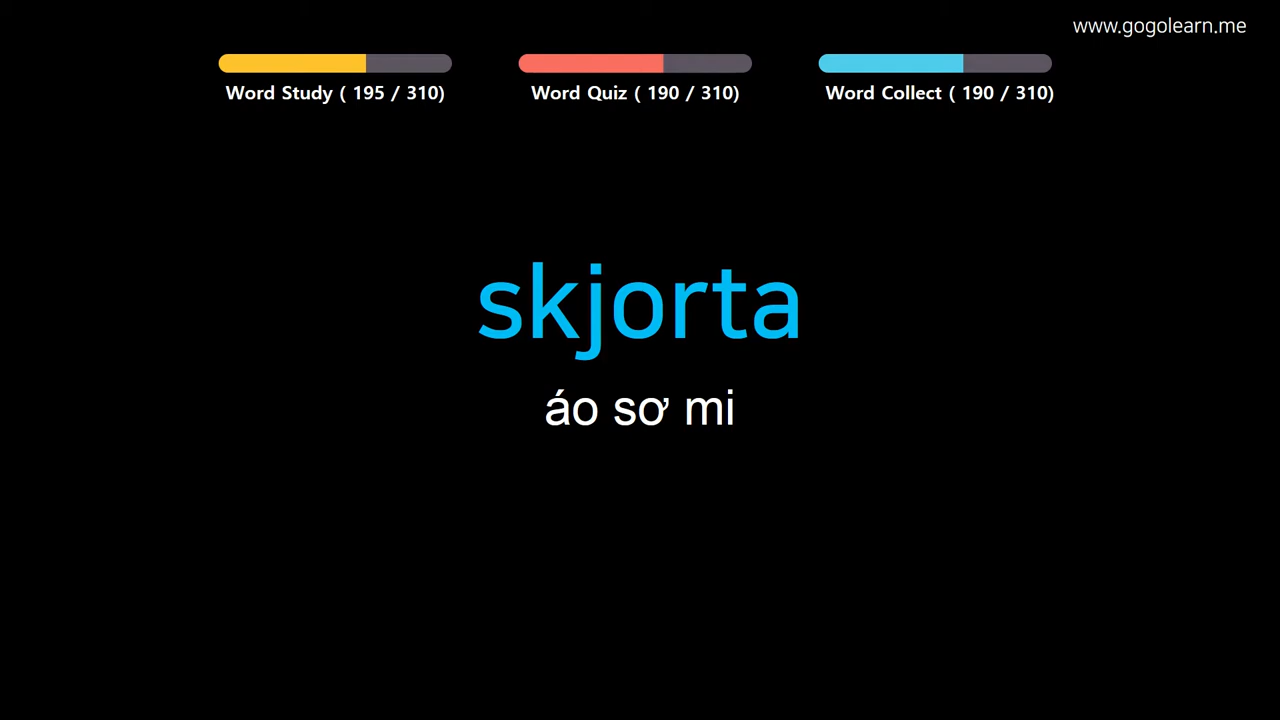 www.gogolearn.me
Word Study ( 195 / 310)
Word Quiz ( 190 / 310)
Word Collect ( 190 / 310)
skjorta
áo sơ mi